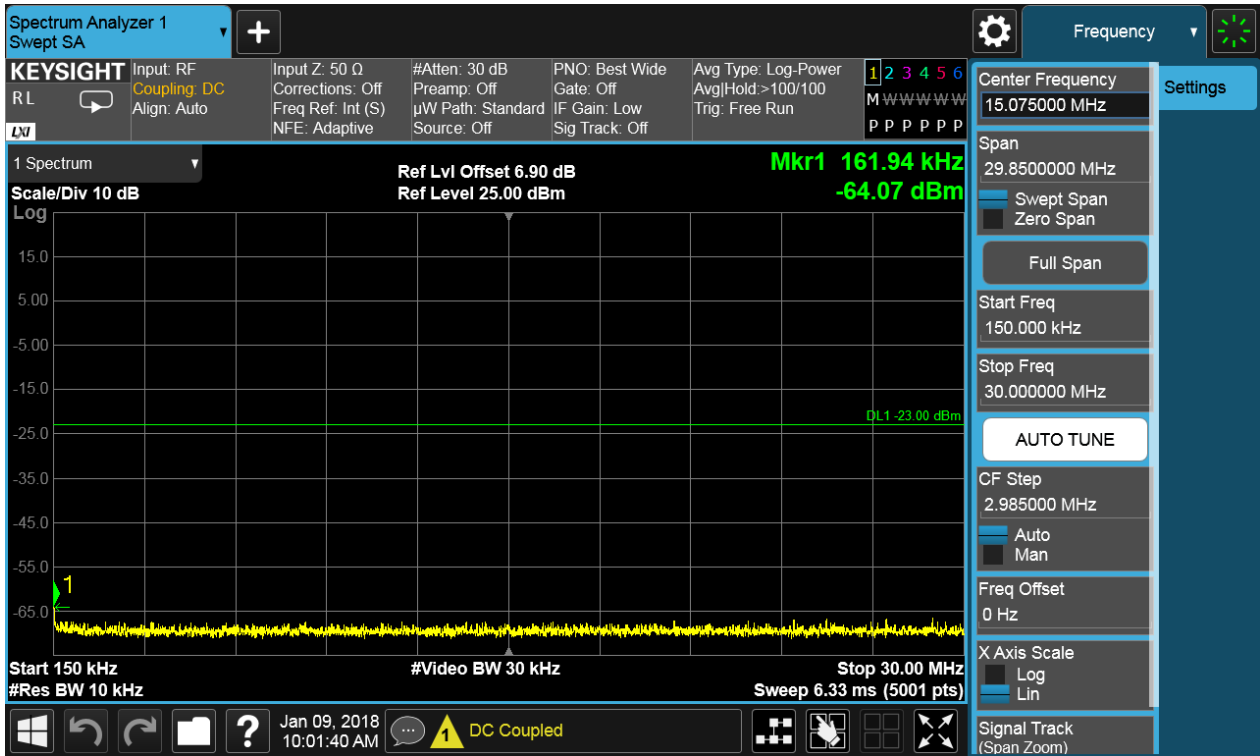 Spectrum Analyzer 1
Swept SA
+
Frequency
KEYSIGHT
RL
LXI
Input: RF
Coupling: DC
Align: Auto
Input Z: 50 Ω
Corrections: Off
Freq Ref: Int (S)
NFE: Adaptive
#Atten: 30 dB
Preamp: Off
µW Path: Standard
Source: Off
PNO: Best Wide
Gate: Off
IF Gain: Low
Sig Track: Off
Avg Type: Log-Power
Avg|Hold:>100/100
Trig: Free Run
1 2 3 4 5 6
M W W W W W
P P P P P P
1 Spectrum
Scale/Div 10 dB
Log
Ref Lvl Offset 6.90 dB
Ref Level 25.00 dBm
Mkr1 161.94 kHz
-64.07 dBm
15.0
5.00
-5.00
-15.0
DL1 -23.00 dBm
-25.0
-35.0
-45.0
-55.0
1
-65.0
Start 150 kHz
#Video BW 30 kHz
Stop 30.00 MHz
#Res BW 10 kHz
Sweep 6.33 ms (5001 pts)
Center Frequency
15.075000 MHz
Settings
Span
29.8500000 MHz
Swept Span
Zero Span
Full Span
Start Freq
150.000 kHz
Stop Freq
30.000000 MHz
AUTO TUNE
CF Step
2.985000 MHz
Auto
Man
Freq Offset
0 Hz
X Axis Scale
Log
Lin
Signal Track
(Span Zoom)
?
Jan 09, 2018
10:01:40 AM
1
DC Coupled